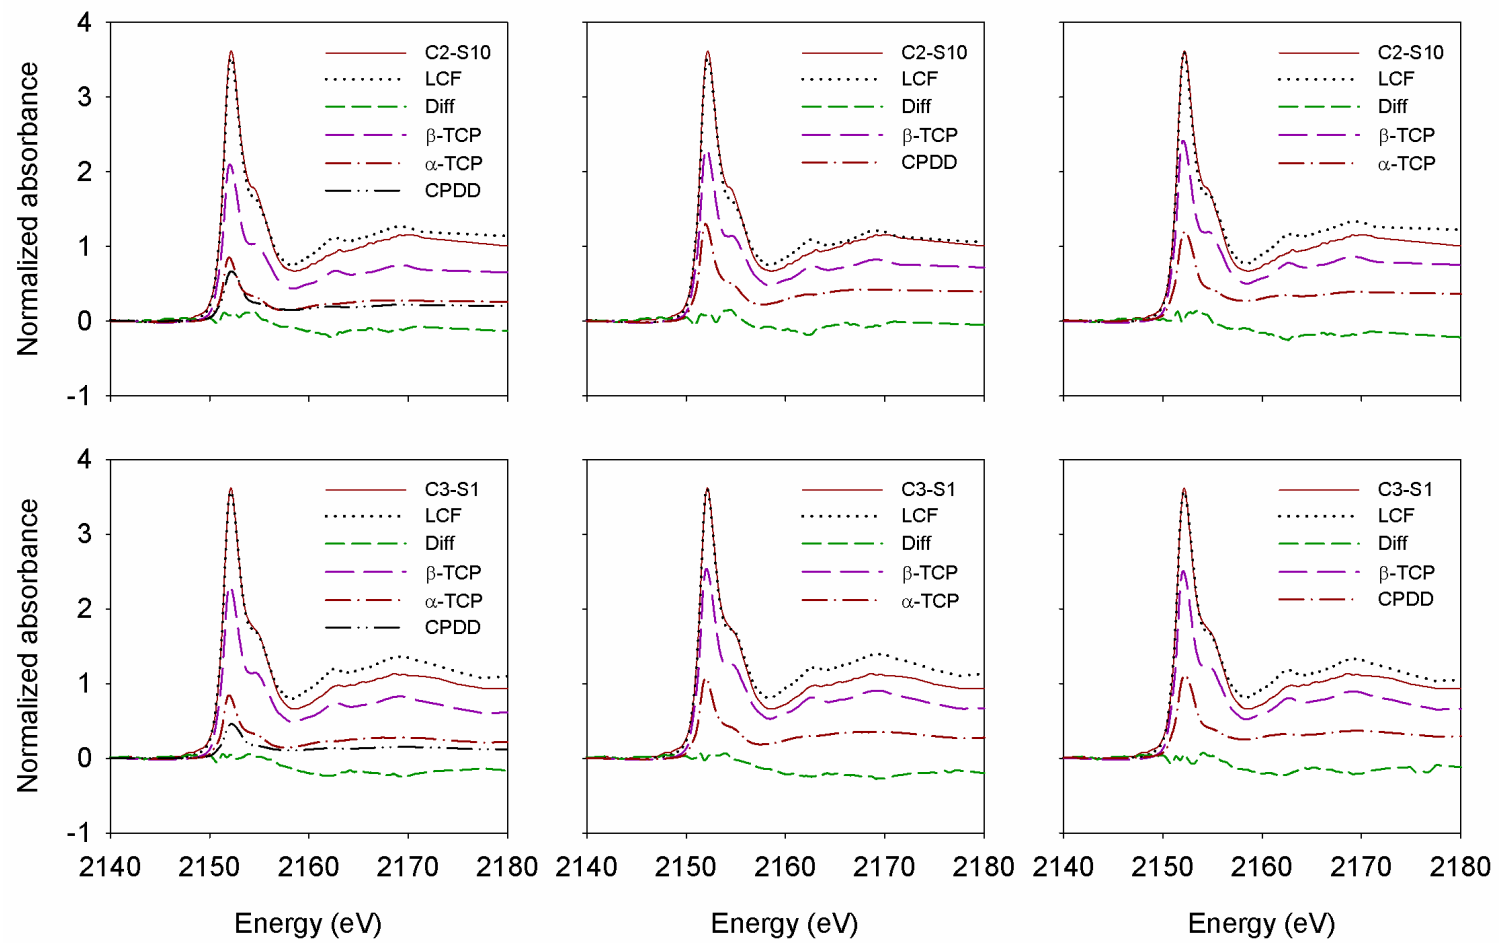 Normalized absorbance
4
3
2
1
0
-1
C2-S10
LCF
Diff
β-TCP
α-TCP
CPDD
C2-S10
LCF
Diff
β-TCP
CPDD
C2-S10
LCF
Diff
β-TCP
α-TCP
Normalized absorbance
4
3
2
1
0
-1
C3-S1
LCF
Diff
β-TCP
α-TCP
CPDD
C3-S1
LCF
Diff
β-TCP
α-TCP
C3-S1
LCF
Diff
β-TCP
CPDD
2140 2150 2160 2170 2180
2140 2150 2160 2170 2180
2140 2150 2160 2170 2180
Energy (eV)
Energy (eV)
Energy (eV)